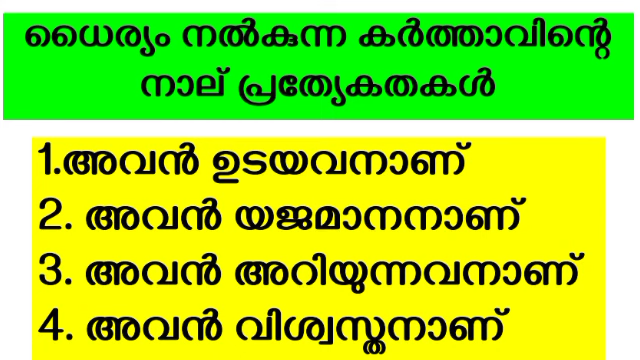 ധൈര്യം നൽകുന്ന കർത്താവിന്റെ
നാല് പ്രത്യേകതകൾ
1.അവൻ ഉടയവനാണ്
2. അവൻ യജമാനനാണ്
3. അവൻ അറിയുന്നവനാണ്
4. അവൻ വിശ്വസ്തനാണ്